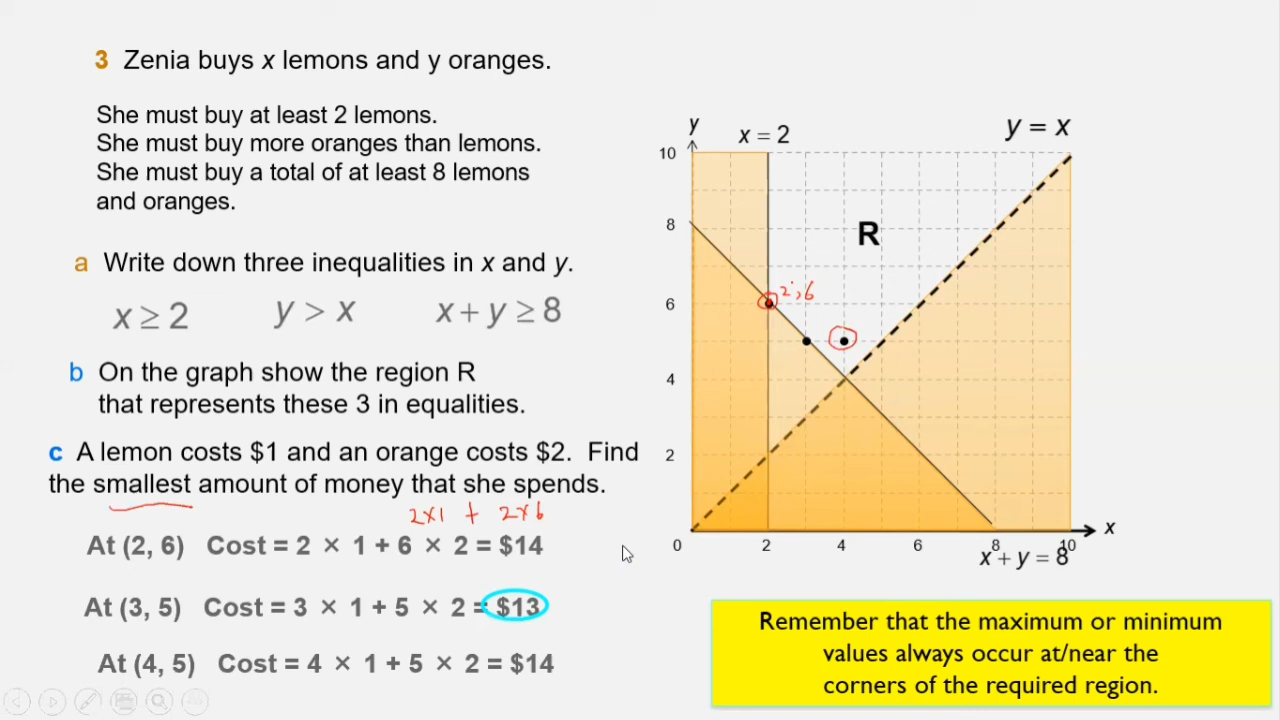 3 Zenia buys x lemons and y oranges.
She must buy at least 2 lemons.
She must buy more oranges than lemons.
She must buy a total of at least 8 lemons
and oranges.
a Write down three inequalities in x and y.
x ≥ 2 y > x x + y ≥ 8
b On the graph show the region R
that represents these 3 in equalities.
c A lemon costs $1 and an orange costs $2. Find
the smallest amount of money that she spends.
2×1 + 2×6
At (2, 6) Cost = 2 × 1 + 6 × 2 = $14
At (3, 5) Cost = 3 × 1 + 5 × 2 = $13
At (4, 5) Cost = 4 × 1 + 5 × 2 = $14
y
x = 2
y = x
10
8
R
6
2,6
4
2
0 2 4 6 8 10
x
x + y = 8
Remember that the maximum or minimum
values always occur at/near the
corners of the required region.